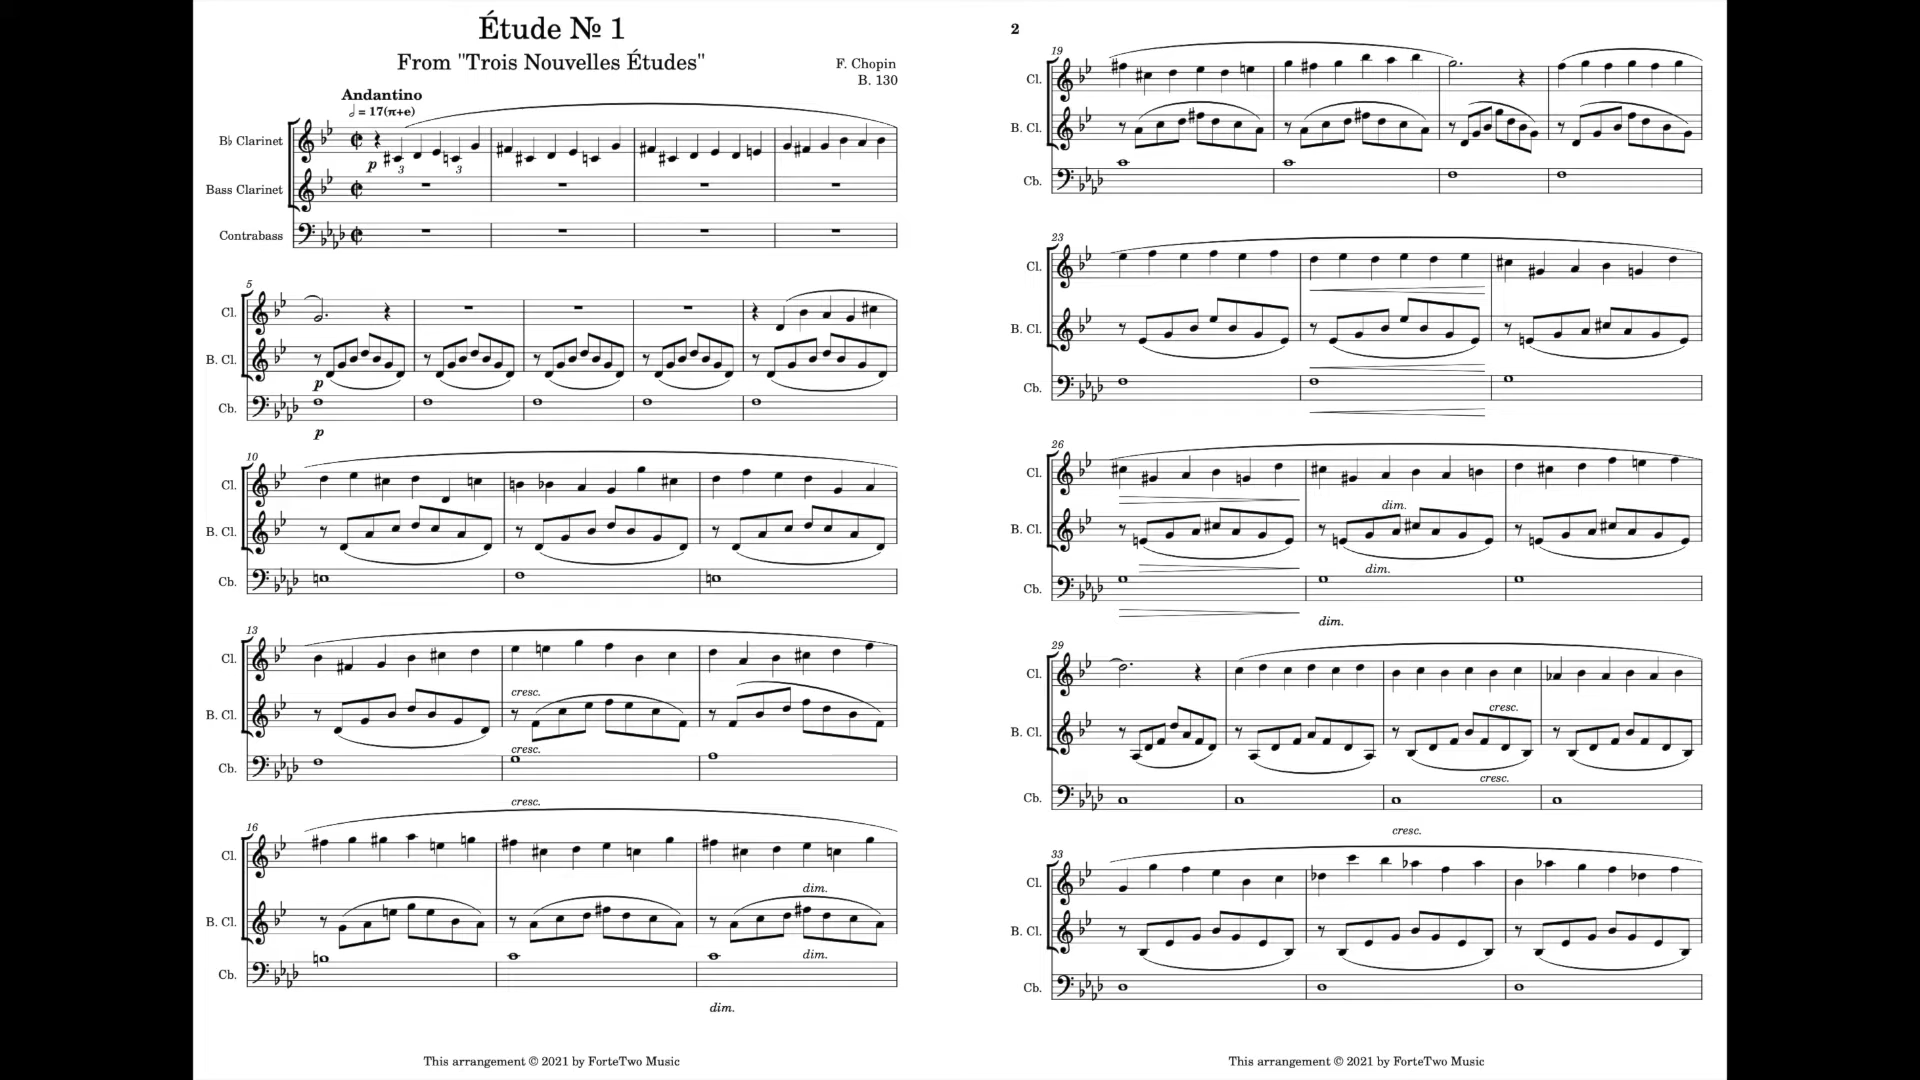 Étude № 1
From "Trois Nouvelles Études"
F. Chopin
B. 130
Andantino
𝅗𝅥 = 17(π+e)
B♭ Clarinet
p
3
3
Bass Clarinet
Contrabass
5
Cl.
B. Cl.
p
Cb.
p
10
Cl.
B. Cl.
Cb.
13
Cl.
cresc.
B. Cl.
cresc.
Cb.
cresc.
16
Cl.
dim.
B. Cl.
dim.
Cb.
dim.
This arrangement © 2021 by ForteTwo Music
2
19
Cl.
B. Cl.
Cb.
23
Cl.
B. Cl.
Cb.
26
Cl.
dim.
B. Cl.
dim.
Cb.
dim.
29
Cl.
cresc.
B. Cl.
cresc.
Cb.
cresc.
33
Cl.
B. Cl.
Cb.
This arrangement © 2021 by ForteTwo Music